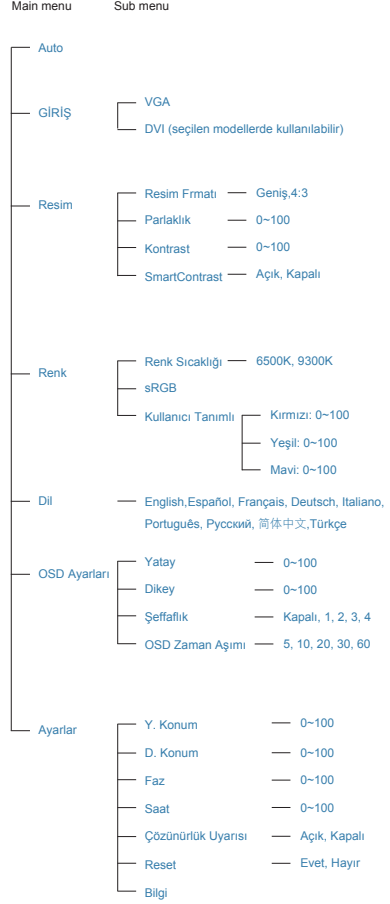 Main menu Sub menu
Auto
GİRİŞ
VGA
DVI (seçilen modellerde kullanılabilir)
Resim
Resim Frmatı Geniş,4:3
Parlaklık 0~100
Kontrast 0~100
SmartContrast Açık, Kapalı
Renk
Renk Sıcaklığı 6500K, 9300K
sRGB
Kullanıcı Tanımlı Kırmızı: 0~100
Yeşil: 0~100
Mavi: 0~100
Dil English,Español, Français, Deutsch, Italiano,
Português, Русский, 简体中文,Türkçe
OSD Ayarları
Yatay 0~100
Dikey 0~100
Şeffaflık Kapalı, 1, 2, 3, 4
OSD Zaman Aşımı 5, 10, 20, 30, 60
Ayarlar
Y. Konum 0~100
D. Konum 0~100
Faz 0~100
Saat 0~100
Çözünürlük Uyarısı Açık, Kapalı
Reset Evet, Hayır
Bilgi